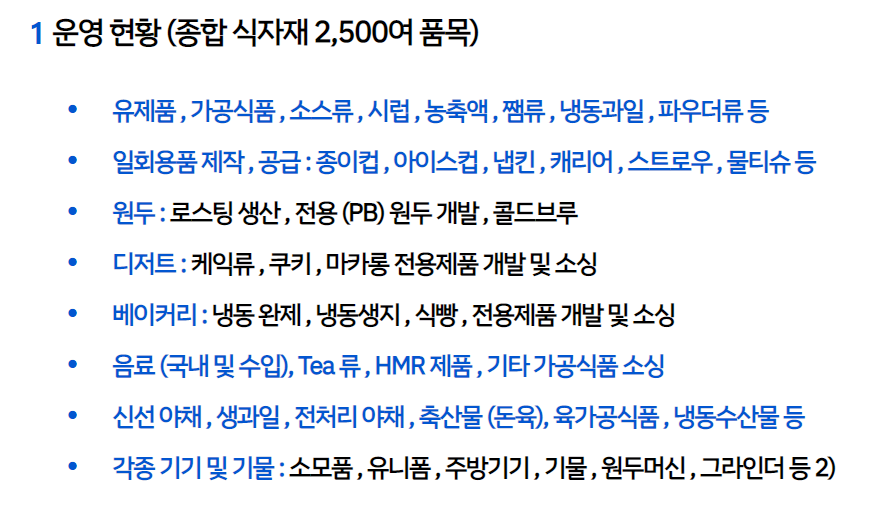 1 운영 현황 (종합 식자재 2,500여 품목)
• 유제품 , 가공식품 , 소스류 , 시럽 , 농축액 , 쨈류 , 냉동과일 , 파우더류 등
• 일회용품 제작 , 공급 : 종이컵 , 아이스컵 , 냅킨 , 캐리어 , 스트로우 , 물티슈 등
• 원두 : 로스팅 생산 , 전용 (PB) 원두 개발 , 콜드브루
• 디저트 : 케익류 , 쿠키 , 마카롱 전용제품 개발 및 소싱
• 베이커리 : 냉동 완제 , 냉동생지 , 식빵 , 전용제품 개발 및 소싱
• 음료 (국내 및 수입), Tea 류 , HMR 제품 , 기타 가공식품 소싱
• 신선 야채 , 생과일 , 전처리 야채 , 축산물 (돈육), 육가공식품 , 냉동수산물 등
• 각종 기기 및 기물 : 소모품 , 유니폼 , 주방기기 , 기물 , 원두머신 , 그라인더 등 2)